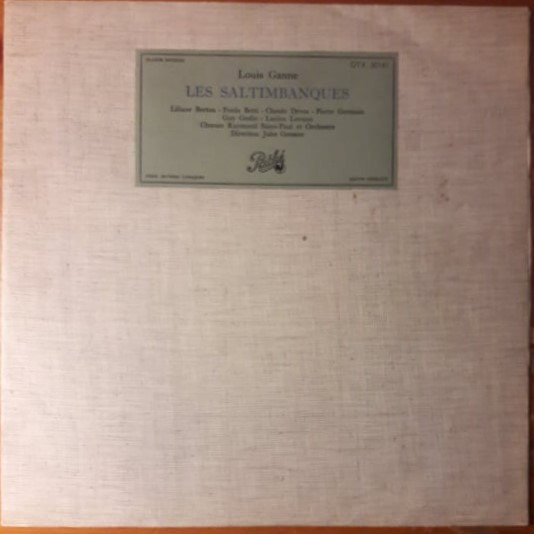 Louis Ganne
LES SALTIMBANQUES
Liliane Berton - Freda Betti - Claude Devos - Pierre Germain
Guy Godin - Lucien Lovano
Chœurs Raymond Saint-Paul et Orchestre
Direction Jules Gressier
Pathé